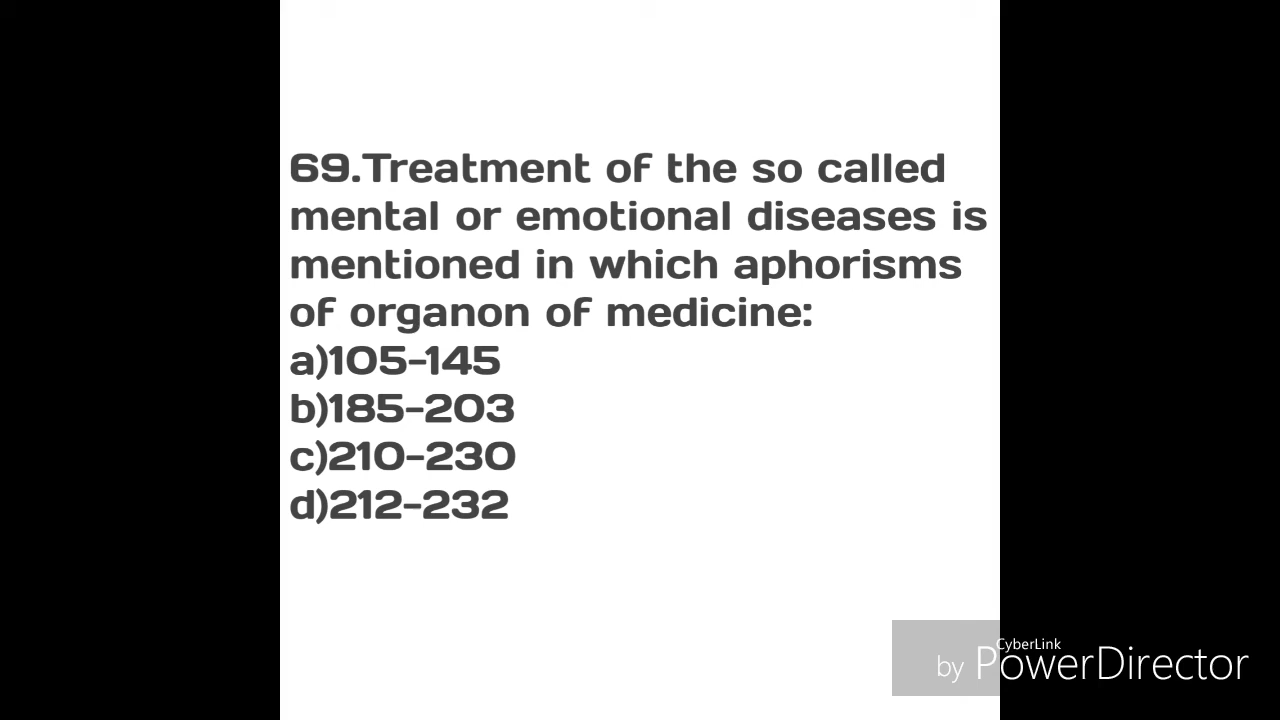 69.Treatment of the so called
mental or emotional diseases is
mentioned in which aphorisms
of organon of medicine:
a)105-145
b)185-203
c)210-230
d)212-232
CyberLink
by PowerDirector